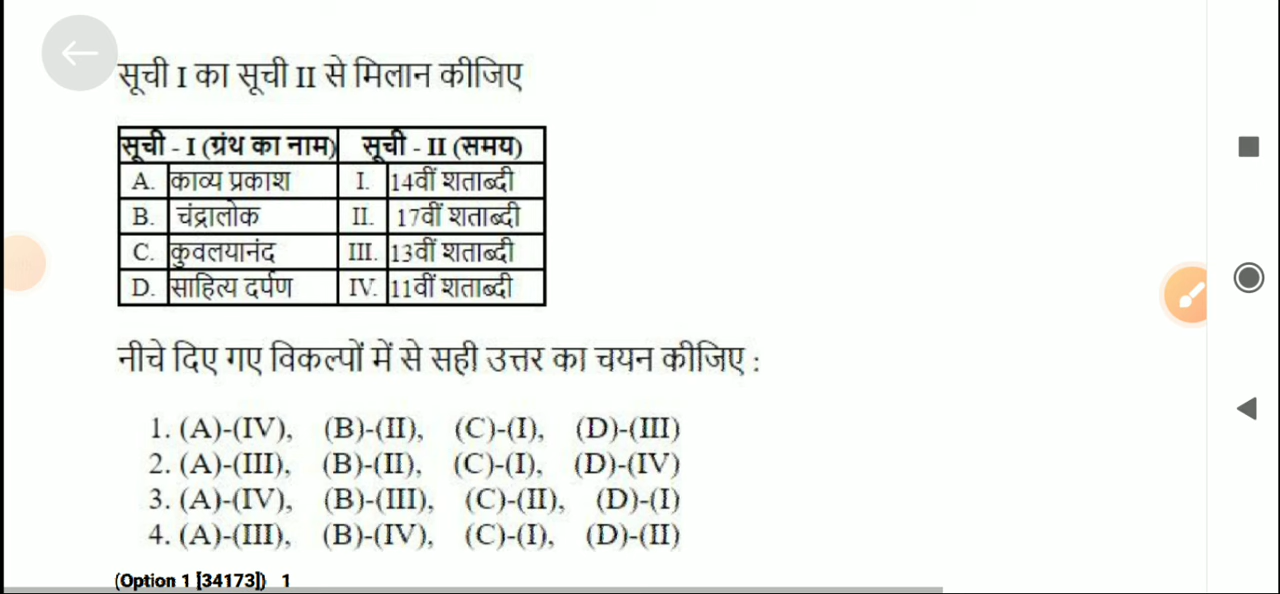 सूची I का सूची II से मिलान कीजिए
सूची - I (ग्रंथ का नाम) सूची - II (समय)
A. काव्य प्रकाश I. 14वीं शताब्दी
B. चंद्रालोक II. 17वीं शताब्दी
C. कुवलयानंद III. 13वीं शताब्दी
D. साहित्य दर्पण IV. 11वीं शताब्दी
नीचे दिए गए विकल्पों में से सही उत्तर का चयन कीजिए :
1. (A)-(IV), (B)-(II), (C)-(I), (D)-(III)
2. (A)-(III), (B)-(II), (C)-(I), (D)-(IV)
3. (A)-(IV), (B)-(III), (C)-(II), (D)-(I)
4. (A)-(III), (B)-(IV), (C)-(I), (D)-(II)
(Option 1 [34173]) 1